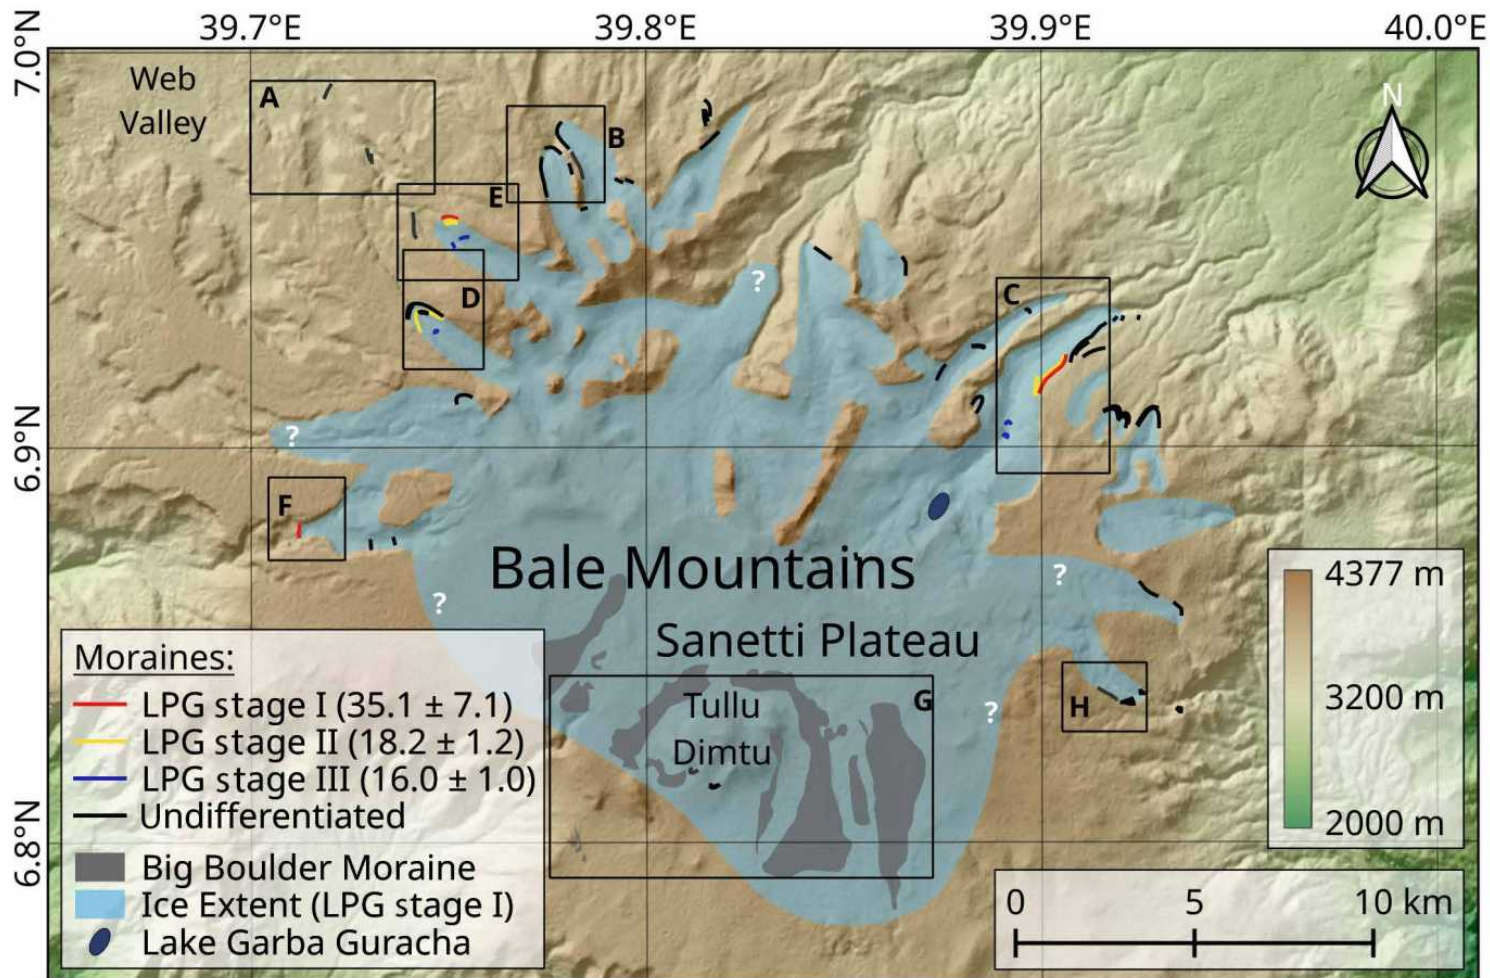 39.7°E 39.8°E 39.9°E 40.0°E
7.0°N
6.9°N
6.8°N
Web
Valley
A
B
E
D
C
F
G
H
N
?
?
?
?
?
Bale Mountains
Sanetti Plateau
Tullu
Dimtu
Moraines:
LPG stage I (35.1 ± 7.1)
LPG stage II (18.2 ± 1.2)
LPG stage III (16.0 ± 1.0)
Undifferentiated
Big Boulder Moraine
Ice Extent (LPG stage I)
Lake Garba Guracha
4377 m
3200 m
2000 m
0 5 10 km